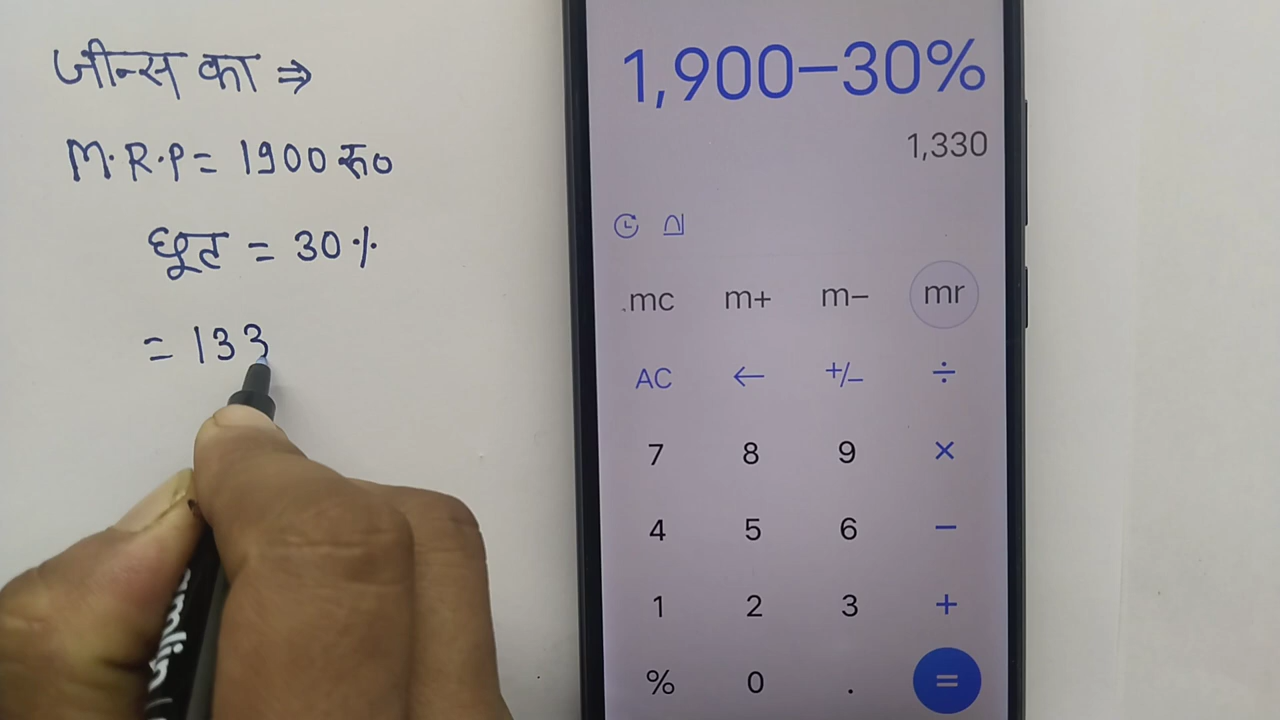 जीन्स का ⇒
M.R.P = 1900 रू०
छूट = 30%
= 133
1,900−30%
1,330
mc m+ m− mr
AC ← +/− ÷
7 8 9 ×
4 5 6 −
1 2 3 +
% 0 . =